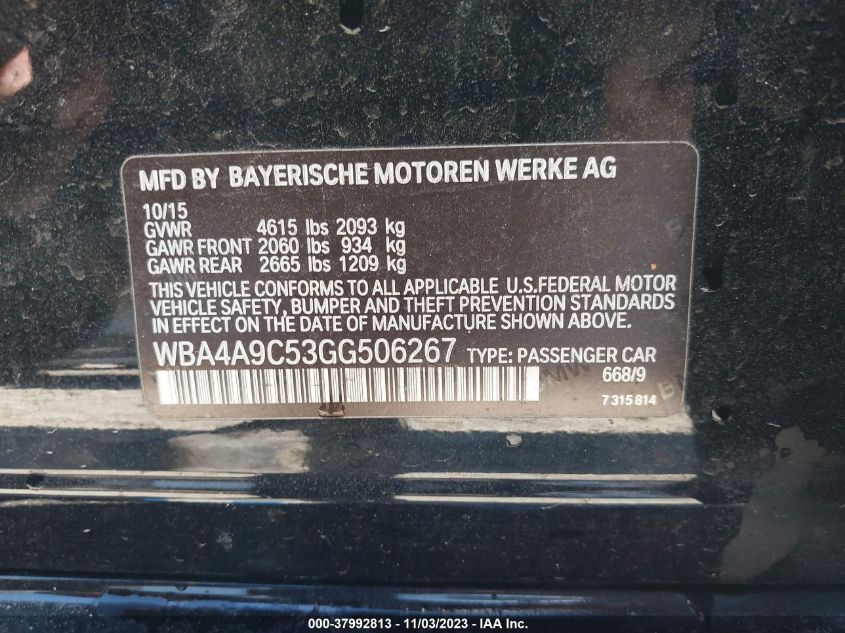 MFD BY BAYERISCHE MOTOREN WERKE AG
10/15
GVWR 4615 lbs 2093 kg
GAWR FRONT 2060 lbs 934 kg
GAWR REAR 2665 lbs 1209 kg
THIS VEHICLE CONFORMS TO ALL APPLICABLE U.S.FEDERAL MOTOR
VEHICLE SAFETY, BUMPER AND THEFT PREVENTION STANDARDS
IN EFFECT ON THE DATE OF MANUFACTURE SHOWN ABOVE.
WBA4A9C53GG506267 TYPE: PASSENGER CAR
668/9
7 315 814
000-37992813 - 11/03/2023 - IAA Inc.